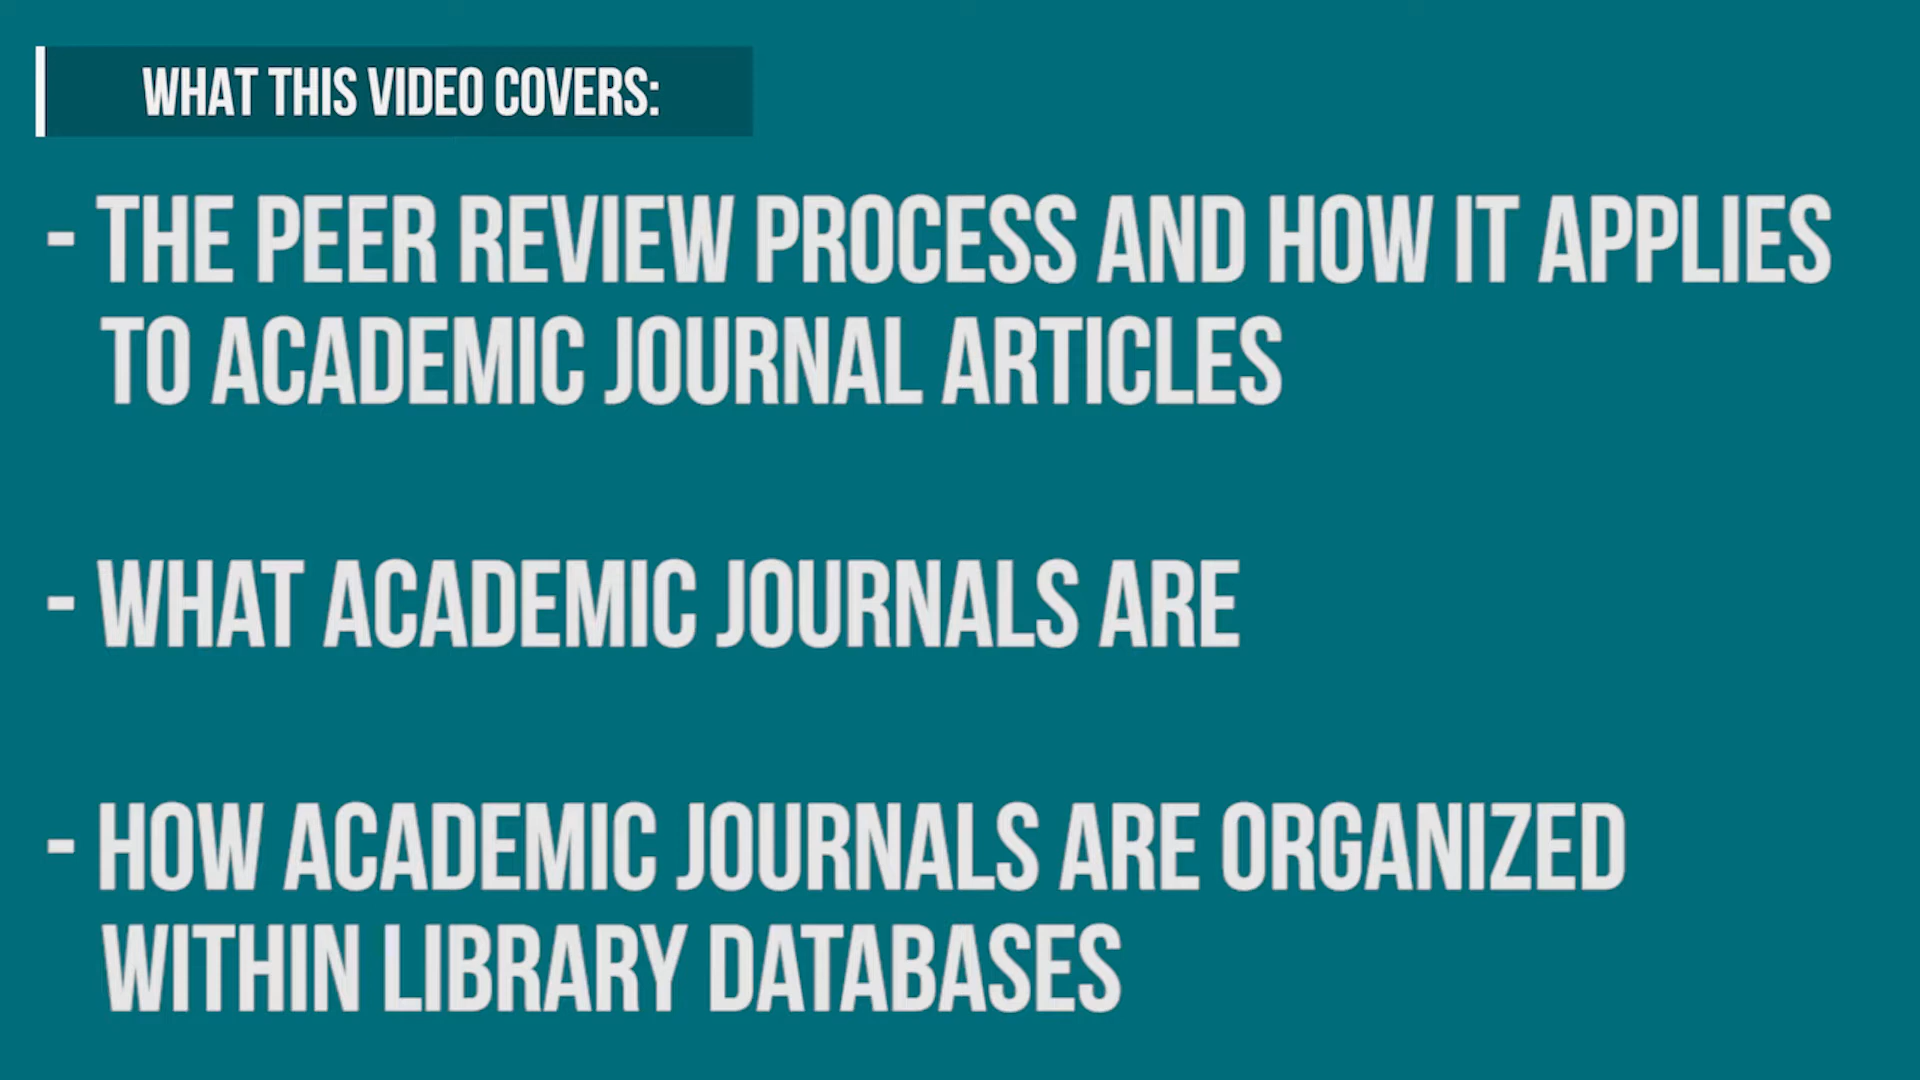 WHAT THIS VIDEO COVERS:
- THE PEER REVIEW PROCESS AND HOW IT APPLIES
TO ACADEMIC JOURNAL ARTICLES
- WHAT ACADEMIC JOURNALS ARE
- HOW ACADEMIC JOURNALS ARE ORGANIZED
WITHIN LIBRARY DATABASES